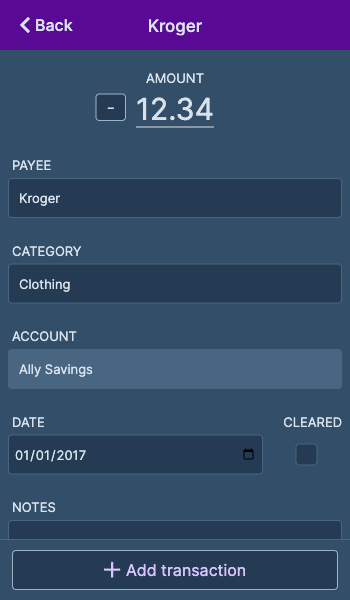 Back
Kroger
AMOUNT
- 12.34
PAYEE
Kroger
CATEGORY
Clothing
ACCOUNT
Ally Savings
DATE
CLEARED
01/01/2017
NOTES
Add transaction